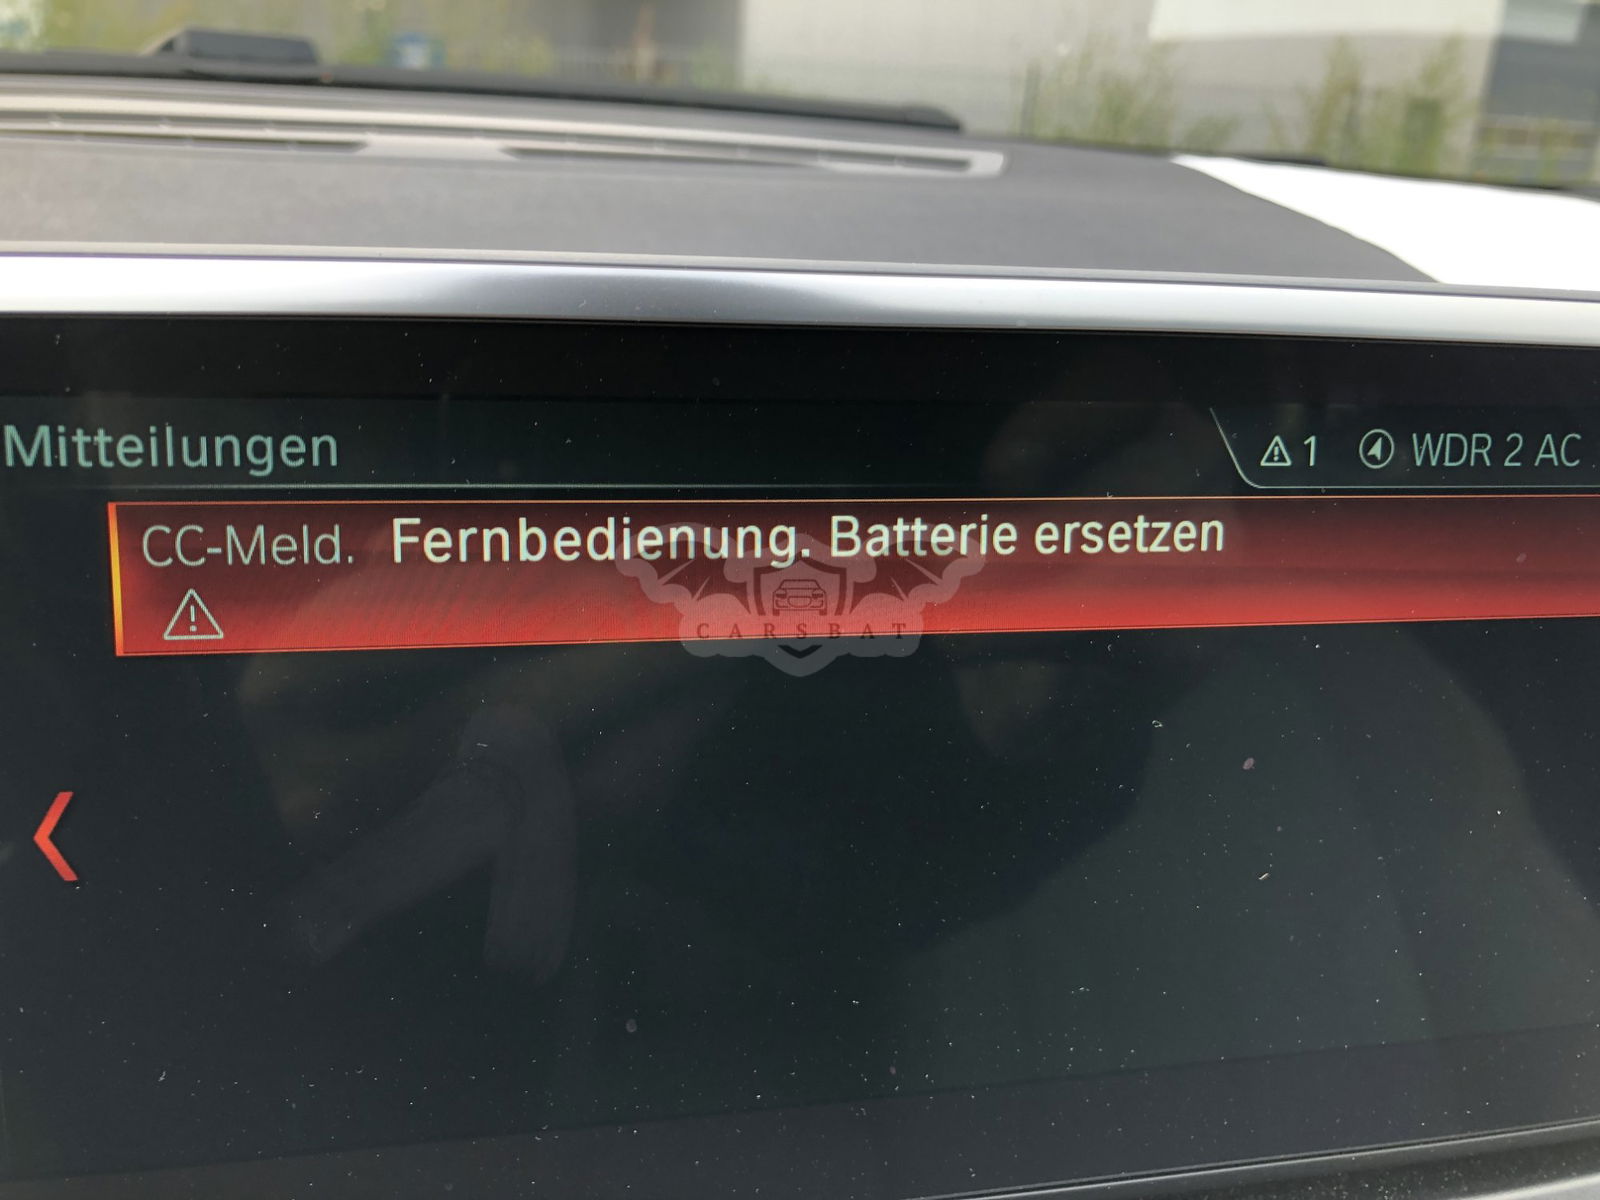 Mitteilungen
1 WDR 2 AC
CC-Meld. Fernbedienung. Batterie ersetzen
CARSBAT